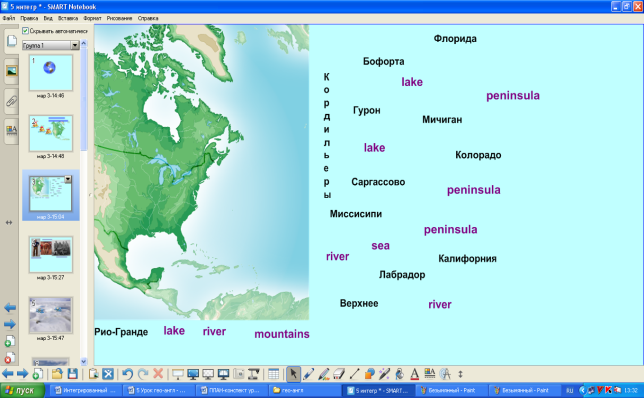 5 интегр * - SMART Notebook
Файл Правка Вид Вставка Формат Рисование Справка
Скрывать автоматическ
Группа 1
1
мар 3-14:46
мар 3-14:48
мар 3-15:04
мар 3-15:27
5
мар 3-15:47
Флорида
Бофорта
lake
peninsula
Кордильеры
Гурон
Мичиган
lake
Колорадо
Саргассово
peninsula
Миссисипи
peninsula
sea
river
Калифорния
Лабрадор
Верхнее
river
Рио-Гранде lake river mountains
пуск
Интегрированный ...
5 Урок гео-англ - ...
ПЛАН-конспект ур...
гео-англ
5 интегр * - SMART...
Безымянный - Paint
Безымянный - Paint
RU
13:32